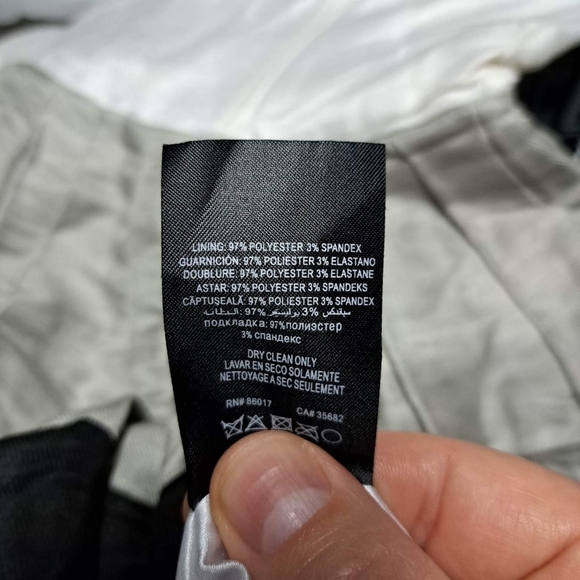 LINING: 97% POLYESTER 3% SPANDEX
GUARNICIÓN: 97% POLYESTER 3% ELASTANO
DOUBLURE: 97% POLYESTER 3% ELASTANE
ASTAR: 97% POLYESTER 3% SPANDEKS
CĂPTUȘEALĂ: 97% POLIESTER 3% SPANDEX
البطانة: 97% بوليستر 3% سباندكس
подкладка: 97%полиэстер
3% спандекс
DRY CLEAN ONLY
LAVAR EN SECO SOLAMENTE
NETTOYAGE A SEC SEULEMENT
RN# 86017 CA# 35682